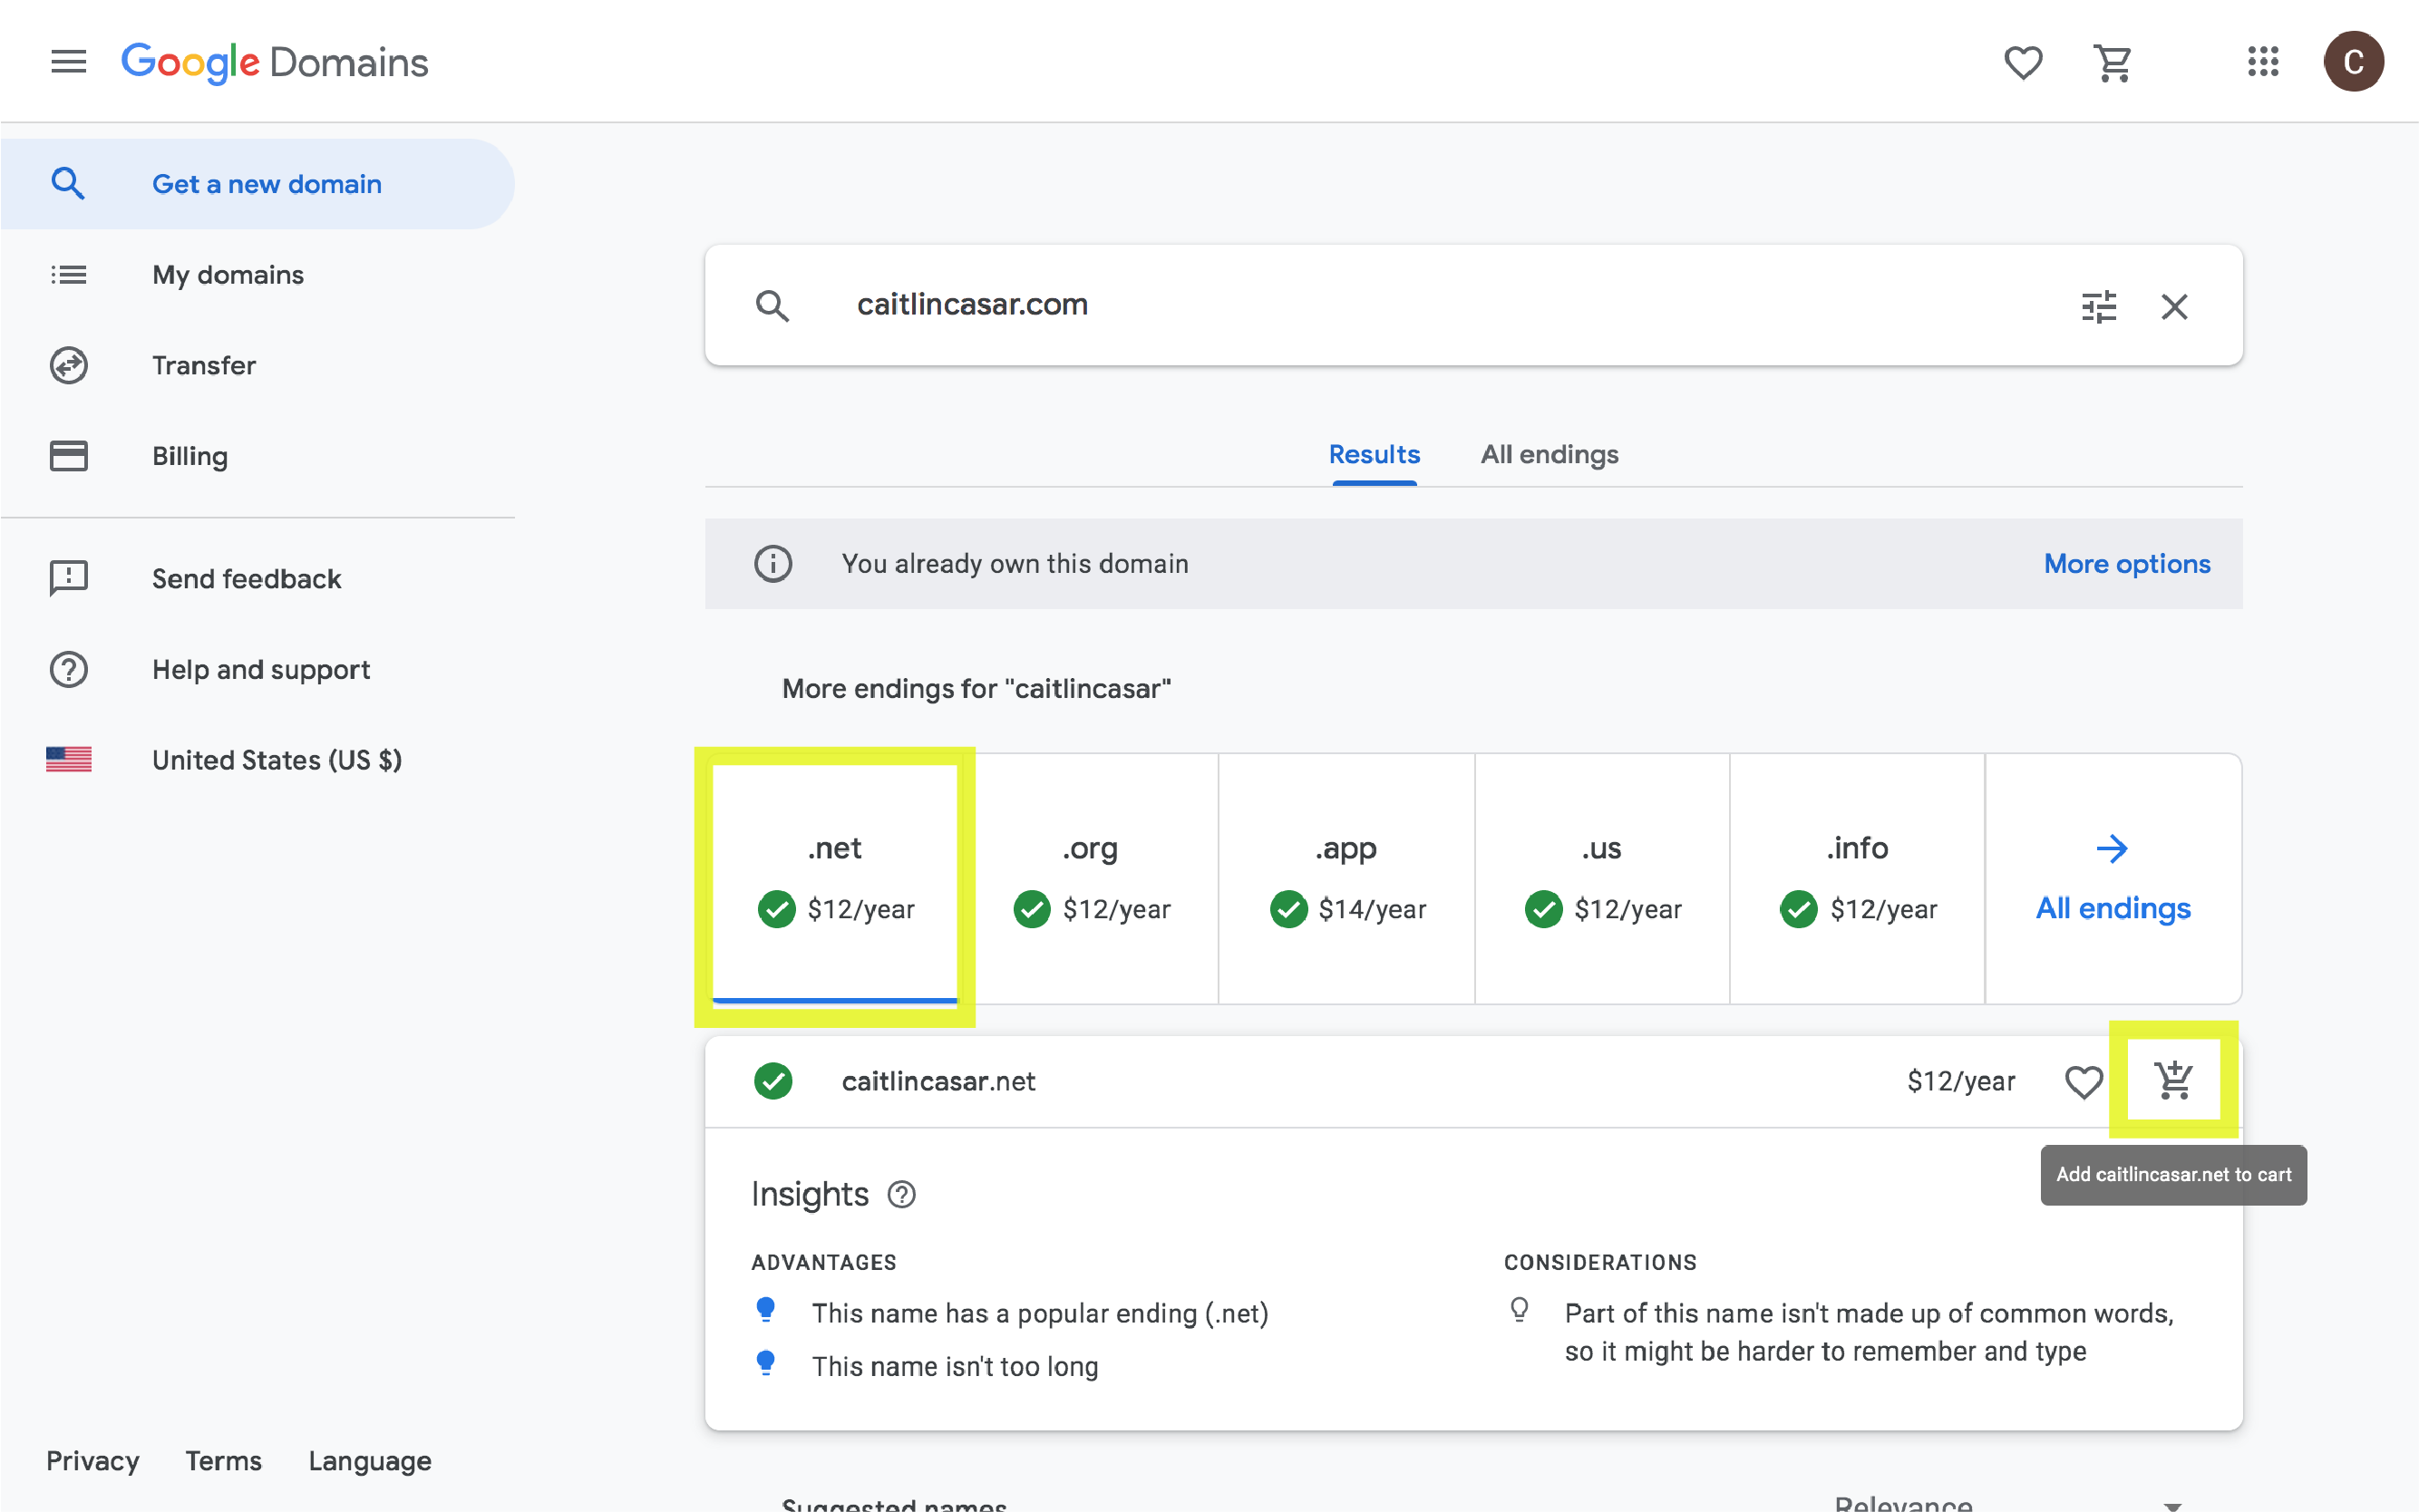 Google Domains
C
Get a new domain
My domains
Transfer
Billing
Send feedback
Help and support
United States (US $)
Privacy Terms Language
caitlincasar.com
Results All endings
You already own this domain More options
More endings for "caitlincasar"
.net .org .app .us .info
$12/year $12/year $14/year $12/year $12/year All endings
caitlincasar.net $12/year
Add caitlincasar.net to cart
Insights
ADVANTAGES
This name has a popular ending (.net)
This name isn't too long
CONSIDERATIONS
Part of this name isn't made up of common words,
so it might be harder to remember and type
Suggested names Relevance